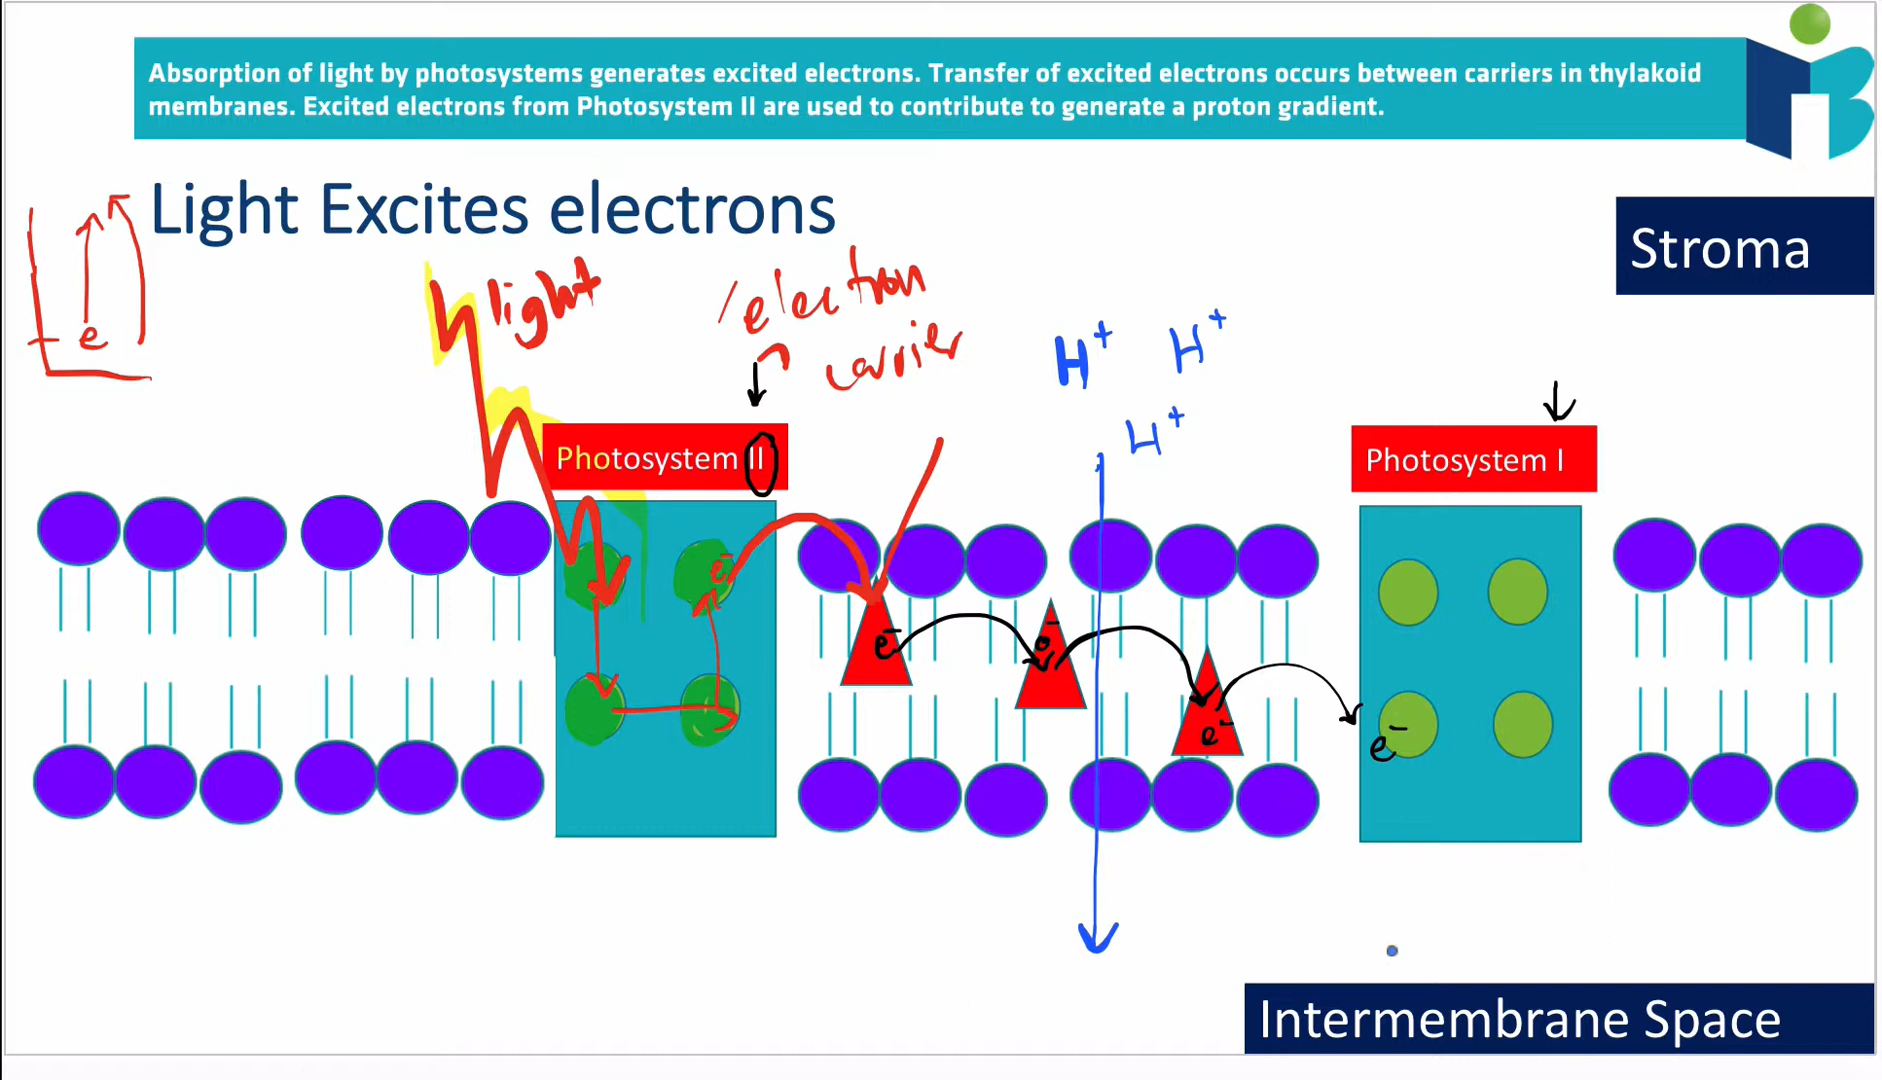 Absorption of light by photosystems generates excited electrons. Transfer of excited electrons occurs between carriers in thylakoid
membranes. Excited electrons from Photosystem II are used to contribute to generate a proton gradient.
Light Excites electrons
Stroma
e
light
electron
carrier
H+
H+
H+
Photosystem II
Photosystem I
e-
e-
e-
e-
e-
Intermembrane Space